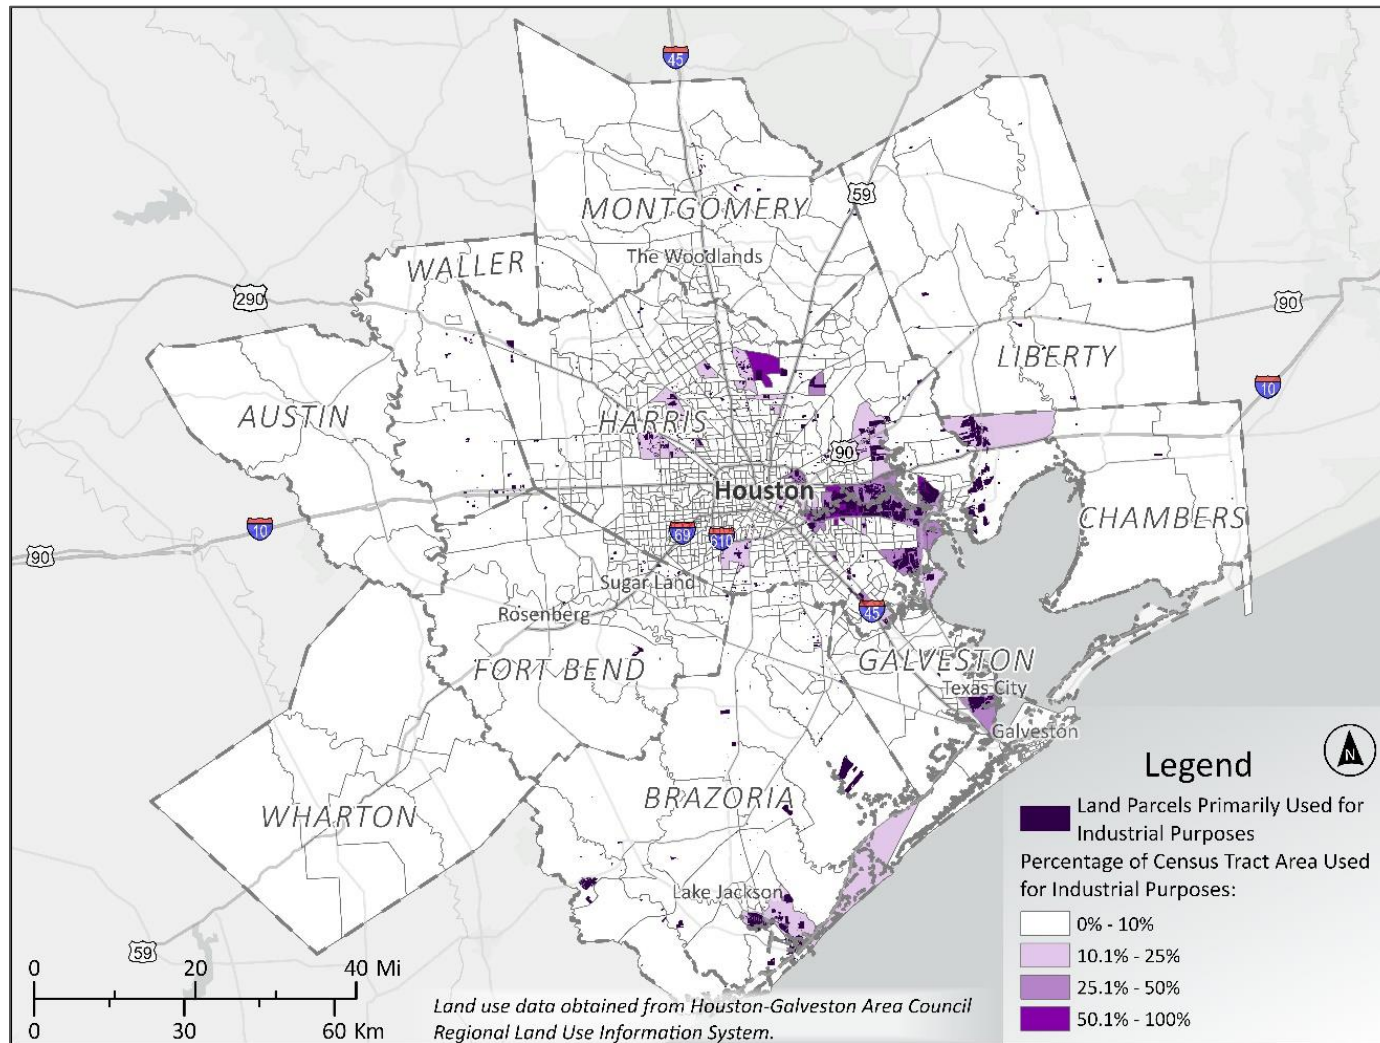 45
59
MONTGOMERY
The Woodlands
WALLER
290
90
LIBERTY
10
AUSTIN
HARRIS
90
Houston
CHAMBERS
10
69
610
90
Sugar Land
Rosenberg
45
GALVESTON
FORT BEND
Texas City
Galveston
N
Legend
BRAZORIA
WHARTON
Land Parcels Primarily Used for
Industrial Purposes
Percentage of Census Tract Area Used
for Industrial Purposes:
Lake Jackson
0% - 10%
59
10.1% - 25%
0 20 40 Mi
25.1% - 50%
Land use data obtained from Houston-Galveston Area Council
50.1% - 100%
0 30 60 Km
Regional Land Use Information System.